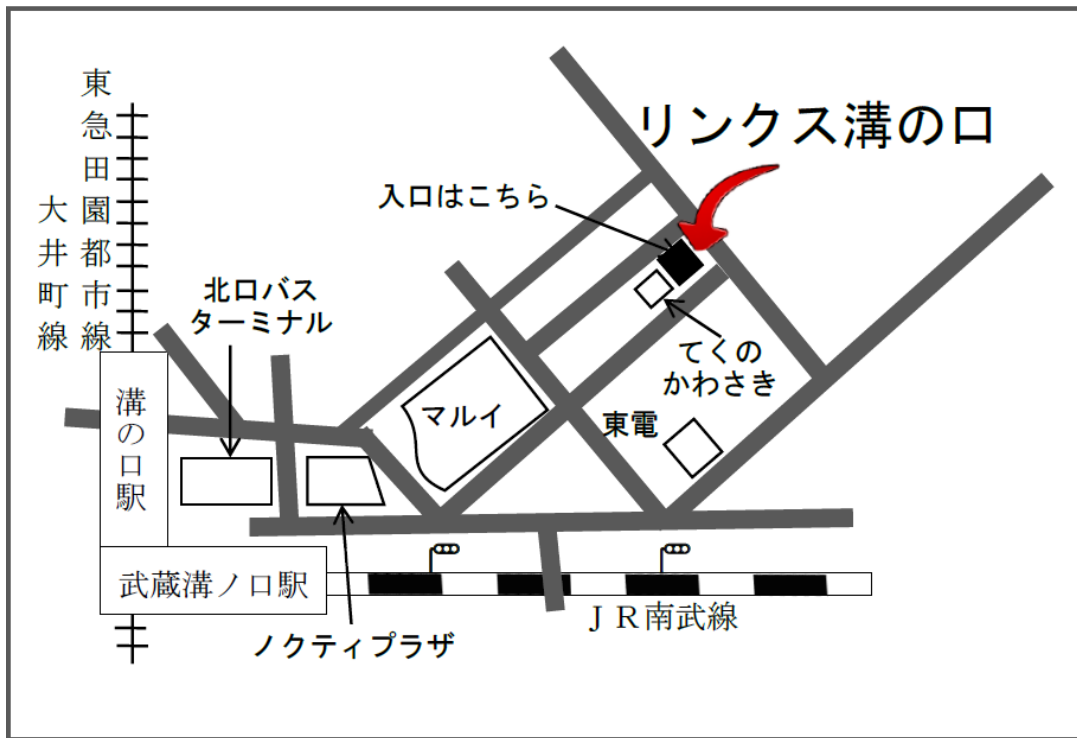 東急田園都市線
大井町線
リンクス溝の口
入口はこちら
北口バス
ターミナル
てくの
かわさき
マルイ
東電
溝の口駅
武蔵溝ノ口駅
ＪＲ南武線
ノクティプラザ